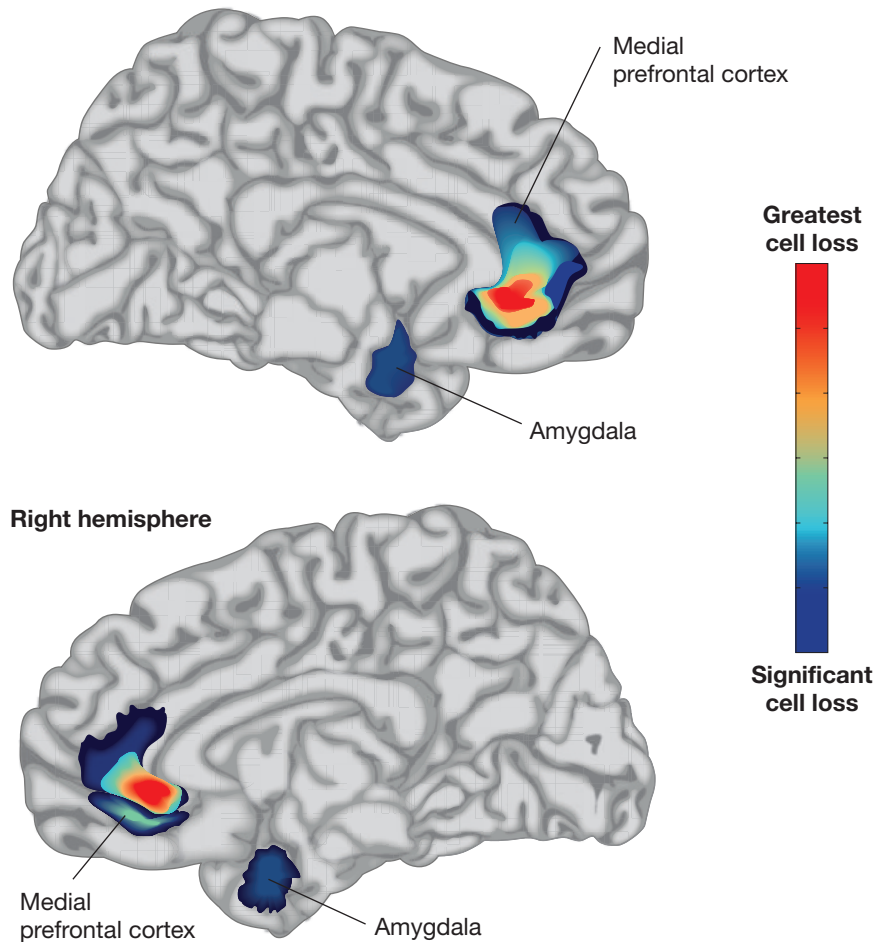 Medial
prefrontal cortex
Greatest
cell loss
Amygdala
Right hemisphere
Significant
cell loss
Medial
prefrontal cortex
Amygdala